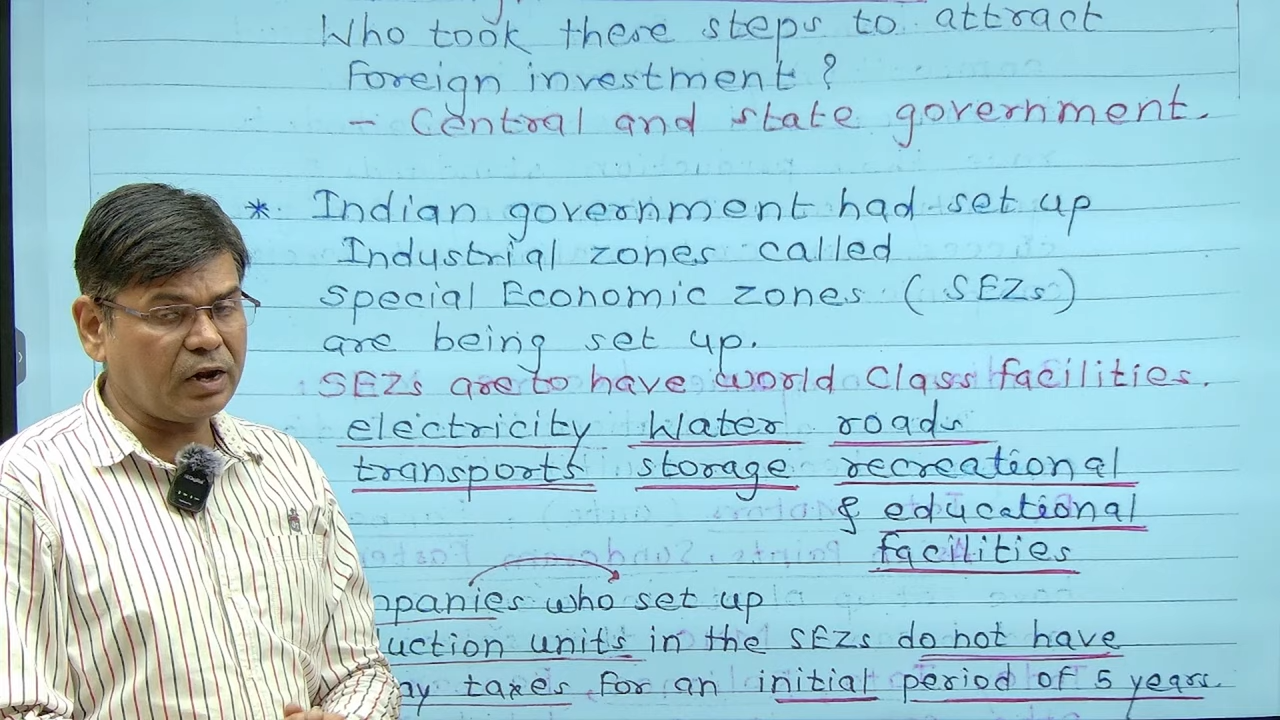 Who took these steps to attract
Foreign investment?
- Central and state government.
* Indian government had set up
Industrial zones called
Special Economic zones (SEZs)
are being set up.
SEZs are to have world Class facilities.
electricity Water roads
transports storage recreational
& educational
facilities
mpanies who set up
uction units in the SEZs do not have
ay taxes for an initial period of 5 years.